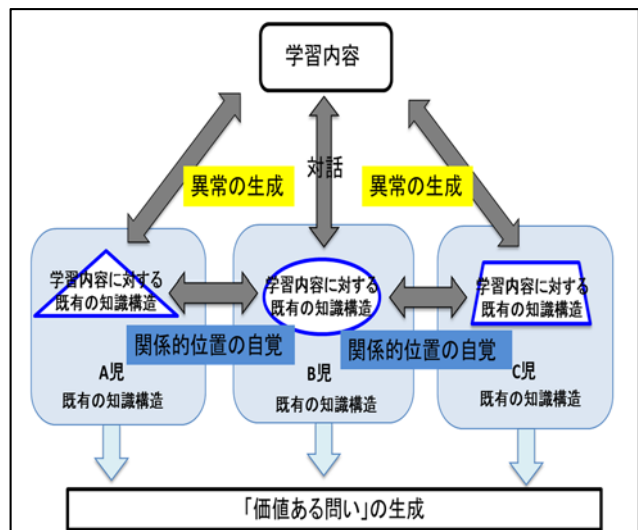 学習内容
対話
異常の生成
異常の生成
学習内容に対する
既有の知識構造
学習内容に対する
既有の知識構造
学習内容に対する
既有の知識構造
関係的位置の自覚
関係的位置の自覚
A児
既有の知識構造
B児
既有の知識構造
C児
既有の知識構造
「価値ある問い」の生成